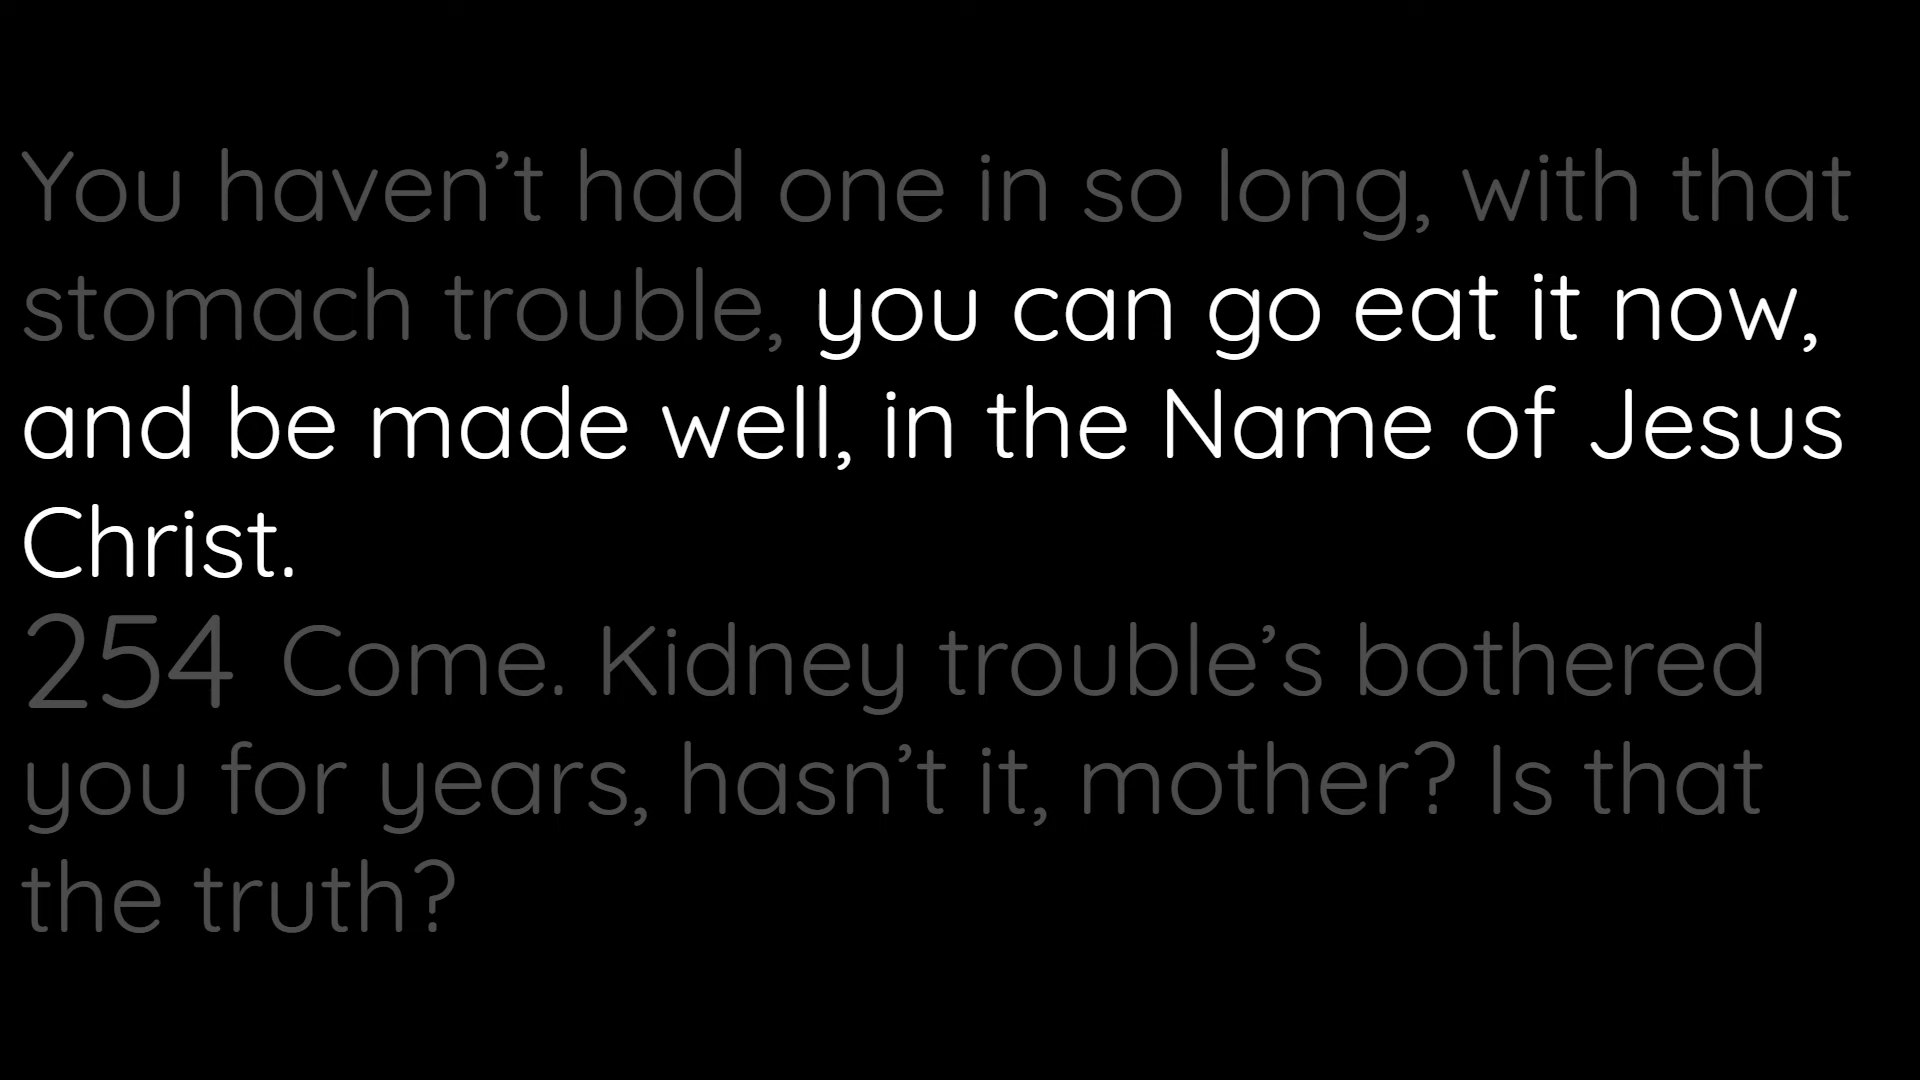 You haven’t had one in so long, with that
stomach trouble, you can go eat it now,
and be made well, in the Name of Jesus
Christ.
254 Come. Kidney trouble’s bothered
you for years, hasn’t it, mother? Is that
the truth?